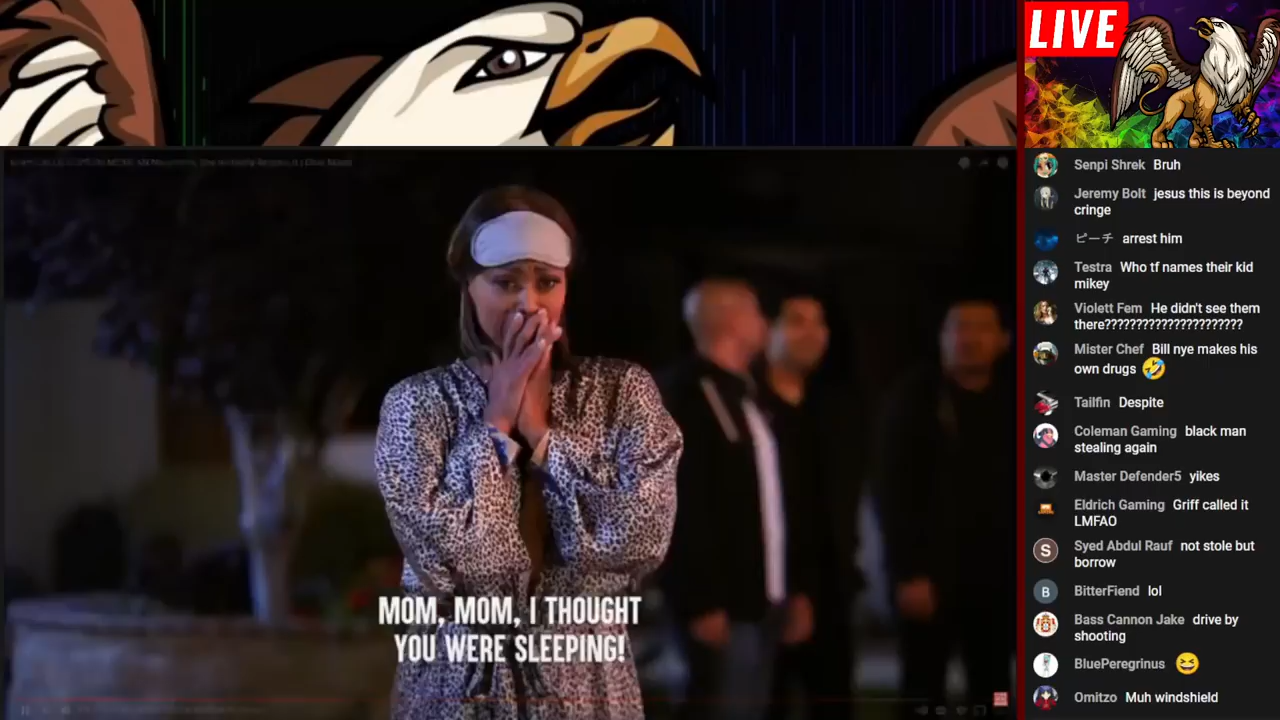 LIVE
Senpi Shrek Bruh
Jeremy Bolt jesus this is beyond
cringe
ピーチ arrest him
Testra Who tf names their kid
mikey
Violett Fem He didn't see them
there??????????????????????
Mister Chef Bill nye makes his
own drugs 🤣
Tailfin Despite
Coleman Gaming black man
stealing again
Master Defender5 yikes
Eldrich Gaming Griff called it
LMFAO
S
Syed Abdul Rauf not stole but
borrow
B
BitterFiend lol
MOM, MOM, I THOUGHT
YOU WERE SLEEPING!
Bass Cannon Jake drive by
shooting
BluePeregrinus 😆
Omitzo Muh windshield